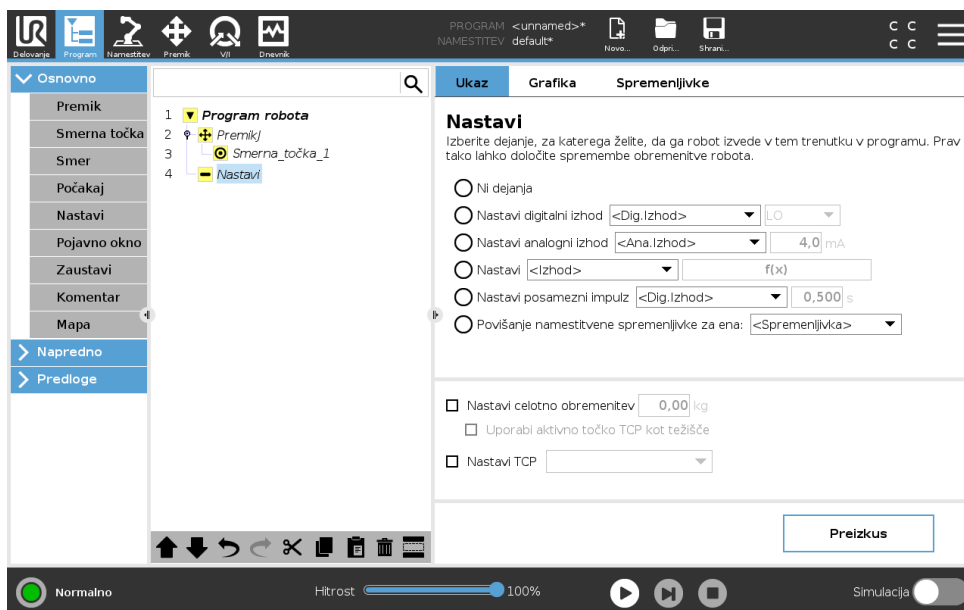 UR
PROGRAM <unnamed>*
NAMESTITEV default*
Delovanje Program Namestitev Premik V/I Dnevnik Novo... Odpri... Shrani...
C C
C C
Osnovno
Premik
Smerna točka
Smer
Počakaj
Nastavi
Pojavno okno
Zaustavi
Komentar
Mapa
Napredno
Predloge
1 Program robota
2 PremikJ
3 Smerna_točka_1
4 Nastavi
Ukaz Grafika Spremenljivke
Nastavi
Izberite dejanje, za katerega želite, da ga robot izvede v tem trenutku v programu. Prav
tako lahko določite spremembe obremenitve robota.
Ni dejanja
Nastavi digitalni izhod <Dig.Izhod> LO
Nastavi analogni izhod <Ana.Izhod> 4,0 mA
Nastavi <Izhod> f(x)
Nastavi posamezni impulz <Dig.Izhod> 0,500 s
Povišanje namestitvene spremenljivke za ena: <Spremenljivka>
Nastavi celotno obremenitev 0,00 kg
Uporabi aktivno točko TCP kot težišče
Nastavi TCP
Preizkus
Normalno Hitrost 100% Simulacija